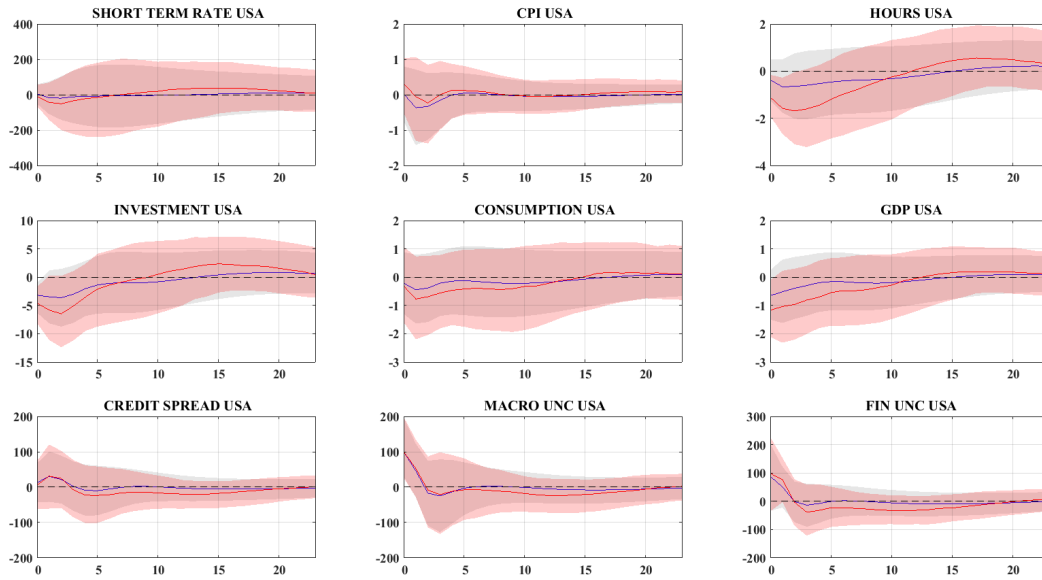 SHORT TERM RATE USA
400
200
0
-200
-400
0 5 10 15 20
CPI USA
2
1
0
-1
-2
0 5 10 15 20
HOURS USA
2
0
-2
-4
0 5 10 15 20
INVESTMENT USA
10
5
0
-5
-10
-15
0 5 10 15 20
CONSUMPTION USA
2
1
0
-1
-2
-3
0 5 10 15 20
GDP USA
2
1
0
-1
-2
-3
0 5 10 15 20
CREDIT SPREAD USA
200
100
0
-100
-200
0 5 10 15 20
MACRO UNC USA
200
100
0
-100
-200
0 5 10 15 20
FIN UNC USA
300
200
100
0
-100
-200
0 5 10 15 20